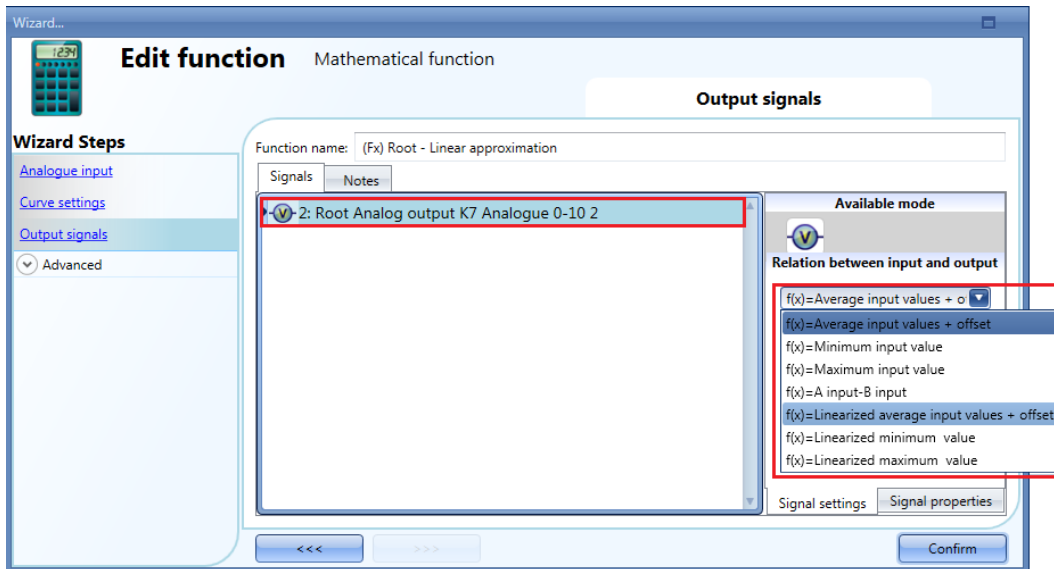 Wizard...
1234
Edit function Mathematical function
Output signals
Wizard Steps
Analogue input
Curve settings
Output signals
Advanced
Function name: (Fx) Root - Linear approximation
Signals Notes
V 2: Root Analog output K7 Analogue 0-10 2
Available mode
V
Relation between input and output
f(x)=Average input values + o
f(x)=Average input values + offset
f(x)=Minimum input value
f(x)=Maximum input value
f(x)=A input-B input
f(x)=Linearized average input values + offset
f(x)=Linearized minimum value
f(x)=Linearized maximum value
Signal settings Signal properties
<<< >>> Confirm